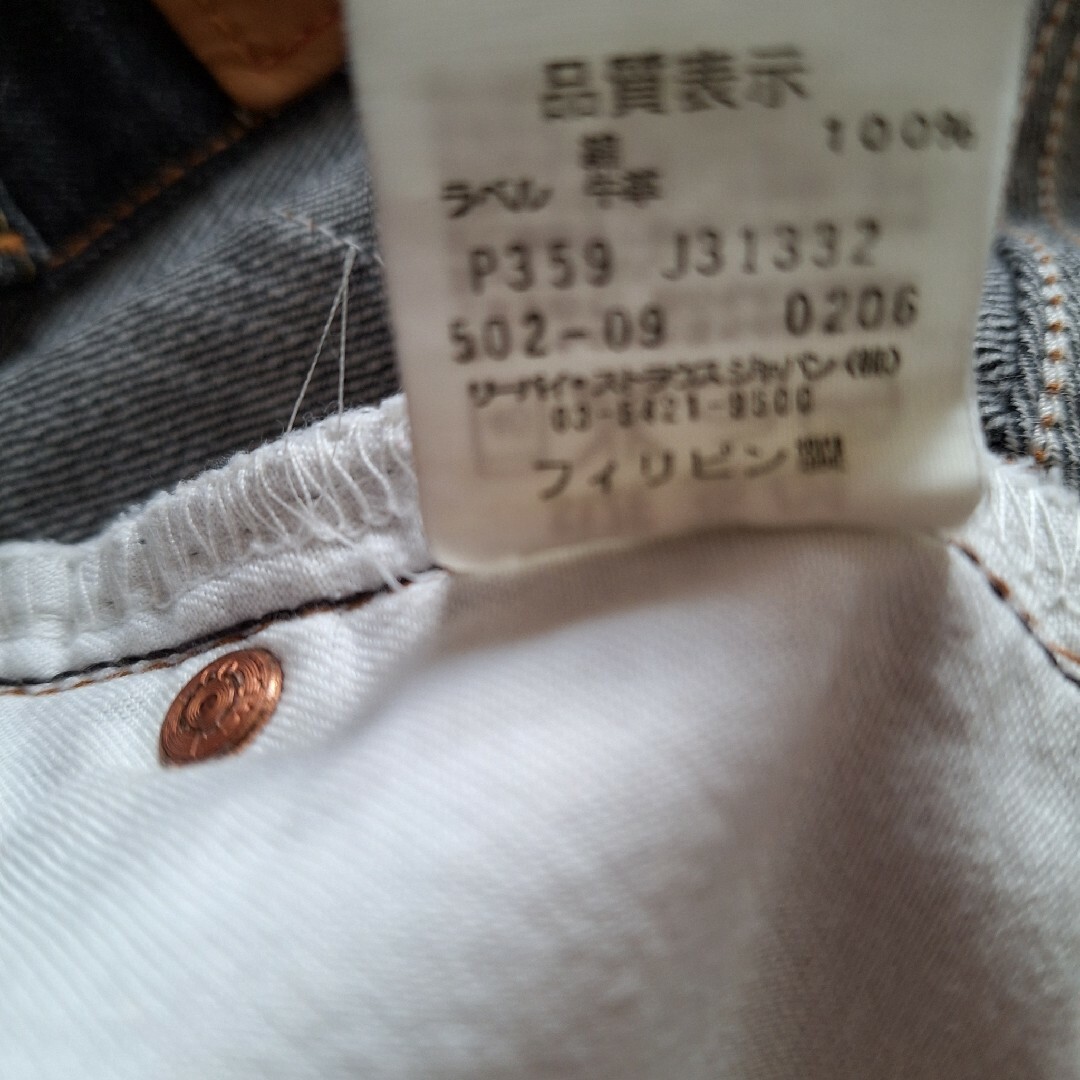 品質表示
綿 100%
ラベル 牛革
P359 J31332
502-09 0206
リーバイ・ストラウス ジャパン(株)
03-5421-9500
フィリピン製